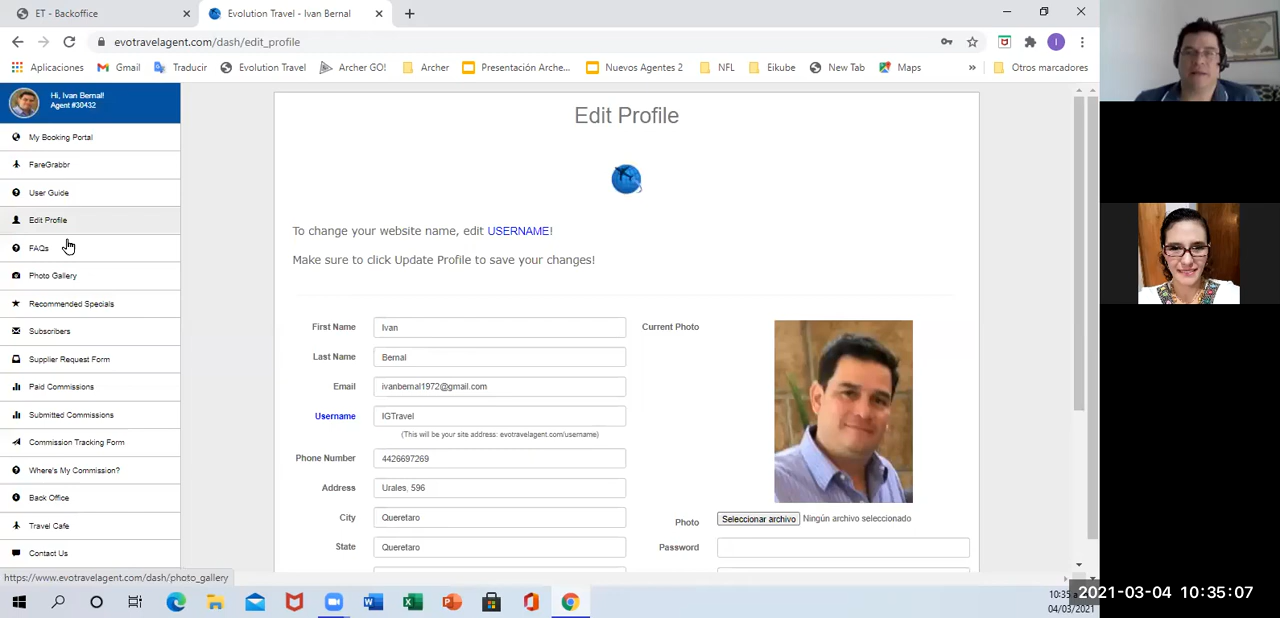 ET - Backoffice
Evolution Travel - Ivan Bernal
evotravelagent.com/dash/edit_profile
Aplicaciones
Gmail
Traducir
Evolution Travel
Archer GO!
Archer
Presentación Arche...
Nuevos Agentes 2
NFL
Eikube
New Tab
Maps
»
Otros marcadores
Hi, Ivan Bernal!
Agent #30432
My Booking Portal
FareGrabbr
User Guide
Edit Profile
FAQs
Photo Gallery
Recommended Specials
Subscribers
Supplier Request Form
Paid Commissions
Submitted Commissions
Commission Tracking Form
Where's My Commission?
Back Office
Travel Cafe
Contact Us
https://www.evotravelagent.com/dash/photo_gallery
Edit Profile
To change your website name, edit USERNAME!
Make sure to click Update Profile to save your changes!
First Name Ivan
Last Name Bernal
Email ivanbernal1972@gmail.com
Username IGTravel
(This will be your site address: evotravelagent.com/username)
Phone Number 4426697269
Address Urales, 596
City Queretaro
State Queretaro
Current Photo
Photo Seleccionar archivo Ningún archivo seleccionado
Password
10:35 a
04/03/2021
2021-03-04 10:35:07